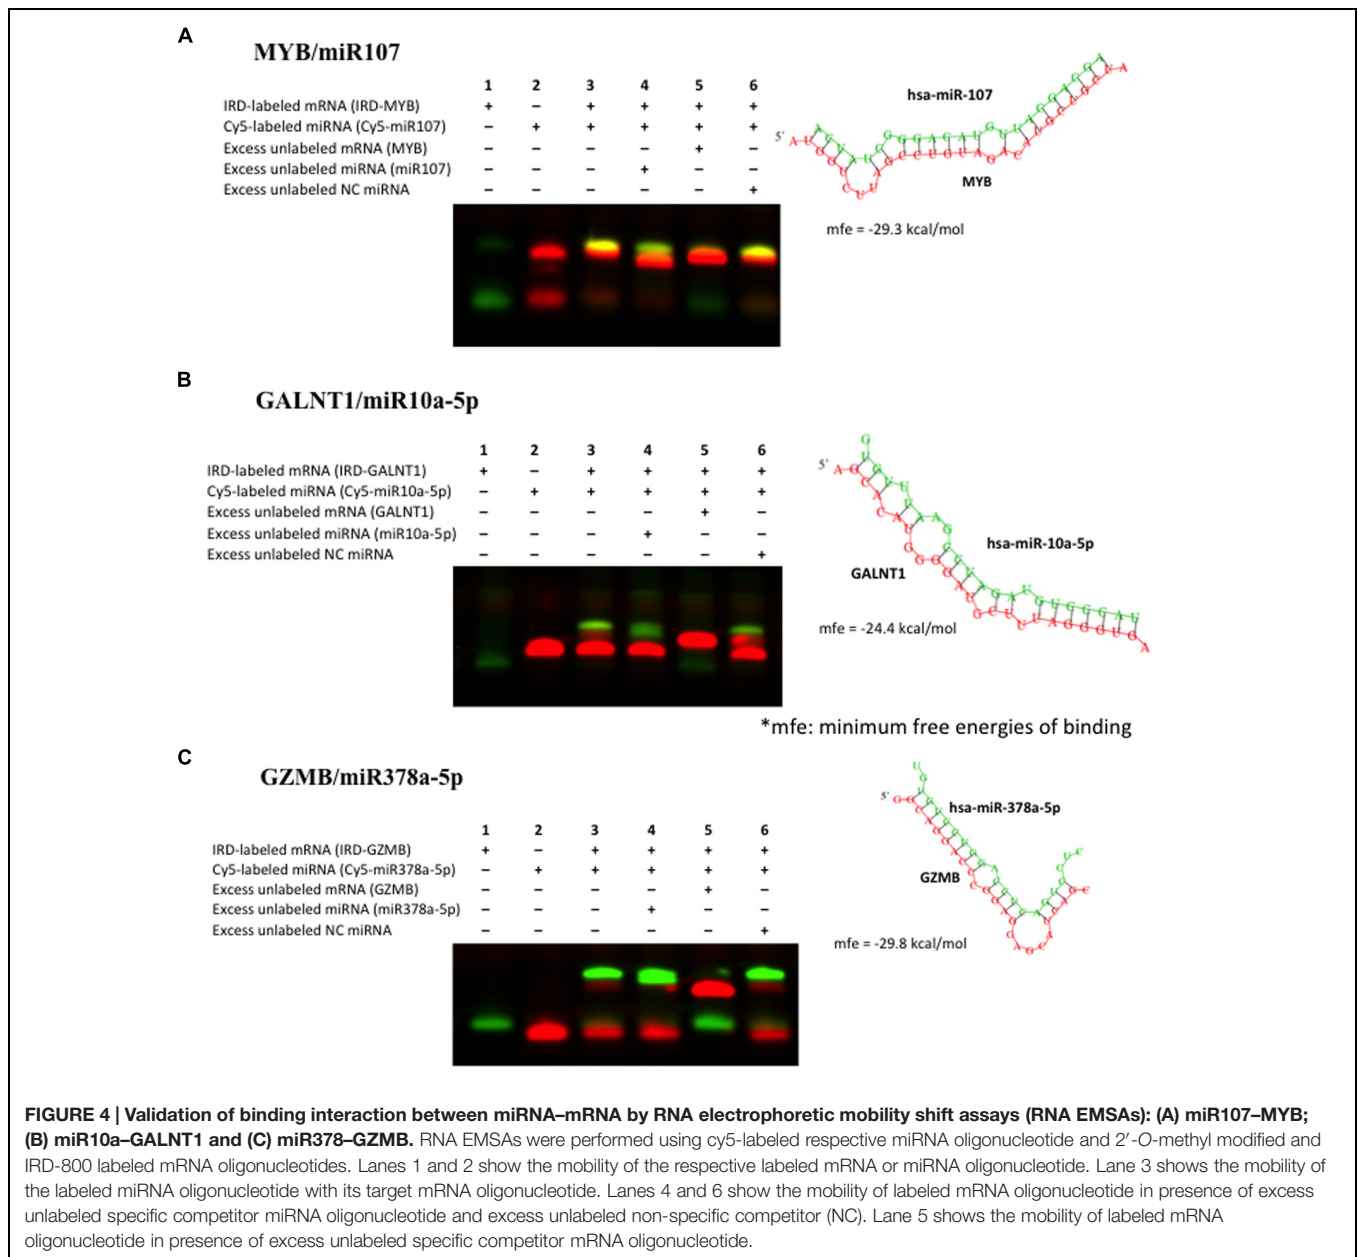 A
MYB/miR107
1 2 3 4 5 6
IRD-labeled mRNA (IRD-MYB) + – + + + +
Cy5-labeled miRNA (Cy5-miR107) – + + + + +
Excess unlabeled mRNA (MYB) – – – – + –
Excess unlabeled miRNA (miR107) – – – + – –
Excess unlabeled NC miRNA – – – – – +
hsa-miR-107
5'
MYB
mfe = -29.3 kcal/mol
B
GALNT1/miR10a-5p
1 2 3 4 5 6
IRD-labeled mRNA (IRD-GALNT1) + – + + + +
Cy5-labeled miRNA (Cy5-miR10a-5p) – + + + + +
Excess unlabeled mRNA (GALNT1) – – – – + –
Excess unlabeled miRNA (miR10a-5p) – – – + – –
Excess unlabeled NC miRNA – – – – – +
5'
hsa-miR-10a-5p
GALNT1
mfe = -24.4 kcal/mol
*mfe: minimum free energies of binding
C
GZMB/miR378a-5p
1 2 3 4 5 6
IRD-labeled mRNA (IRD-GZMB) + – + + + +
Cy5-labeled miRNA (Cy5-miR378a-5p) – + + + + +
Excess unlabeled mRNA (GZMB) – – – – + –
Excess unlabeled miRNA (miR378a-5p) – – – + – –
Excess unlabeled NC miRNA – – – – – +
5'
hsa-miR-378a-5p
GZMB
mfe = -29.8 kcal/mol
FIGURE 4 | Validation of binding interaction between miRNA–mRNA by RNA electrophoretic mobility shift assays (RNA EMSAs): (A) miR107–MYB;
(B) miR10a–GALNT1 and (C) miR378–GZMB. RNA EMSAs were performed using cy5-labeled respective miRNA oligonucleotide and 2′-O-methyl modified and
IRD-800 labeled mRNA oligonucleotides. Lanes 1 and 2 show the mobility of the respective labeled mRNA or miRNA oligonucleotide. Lane 3 shows the mobility of
the labeled miRNA oligonucleotide with its target mRNA oligonucleotide. Lanes 4 and 6 show the mobility of labeled mRNA oligonucleotide in presence of excess
unlabeled specific competitor miRNA oligonucleotide and excess unlabeled non-specific competitor (NC). Lane 5 shows the mobility of labeled mRNA
oligonucleotide in presence of excess unlabeled specific competitor mRNA oligonucleotide.